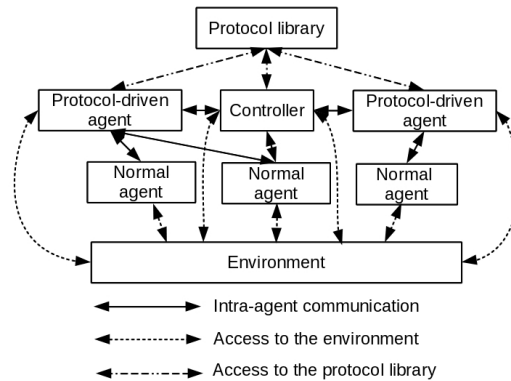 Protocol library
Protocol-driven
agent
Controller
Protocol-driven
agent
Normal
agent
Normal
agent
Normal
agent
Environment
Intra-agent communication
Access to the environment
Access to the protocol library